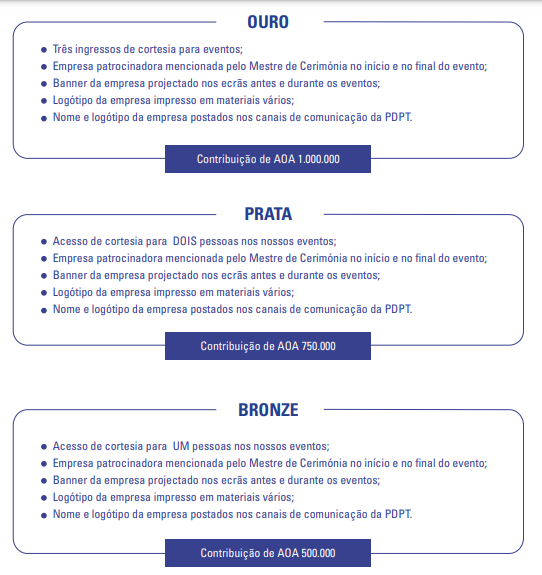 OURO
● Três ingressos de cortesia para eventos;
● Empresa patrocinadora mencionada pelo Mestre de Cerimónia no início e no final do evento;
● Banner da empresa projectado nos ecrãs antes e durante os eventos;
● Logótipo da empresa impresso em materiais vários;
● Nome e logótipo da empresa postados nos canais de comunicação da PDPT.
Contribuição de AOA 1.000.000
PRATA
● Acesso de cortesia para DOIS pessoas nos nossos eventos;
● Empresa patrocinadora mencionada pelo Mestre de Cerimónia no início e no final do evento;
● Banner da empresa projectado nos ecrãs antes e durante os eventos;
● Logótipo da empresa impresso em materiais vários;
● Nome e logótipo da empresa postados nos canais de comunicação da PDPT.
Contribuição de AOA 750.000
BRONZE
● Acesso de cortesia para UM pessoas nos nossos eventos;
● Empresa patrocinadora mencionada pelo Mestre de Cerimónia no início e no final do evento;
● Banner da empresa projectado nos ecrãs antes e durante os eventos;
● Logótipo da empresa impresso em materiais vários;
● Nome e logótipo da empresa postados nos canais de comunicação da PDPT.
Contribuição de AOA 500.000